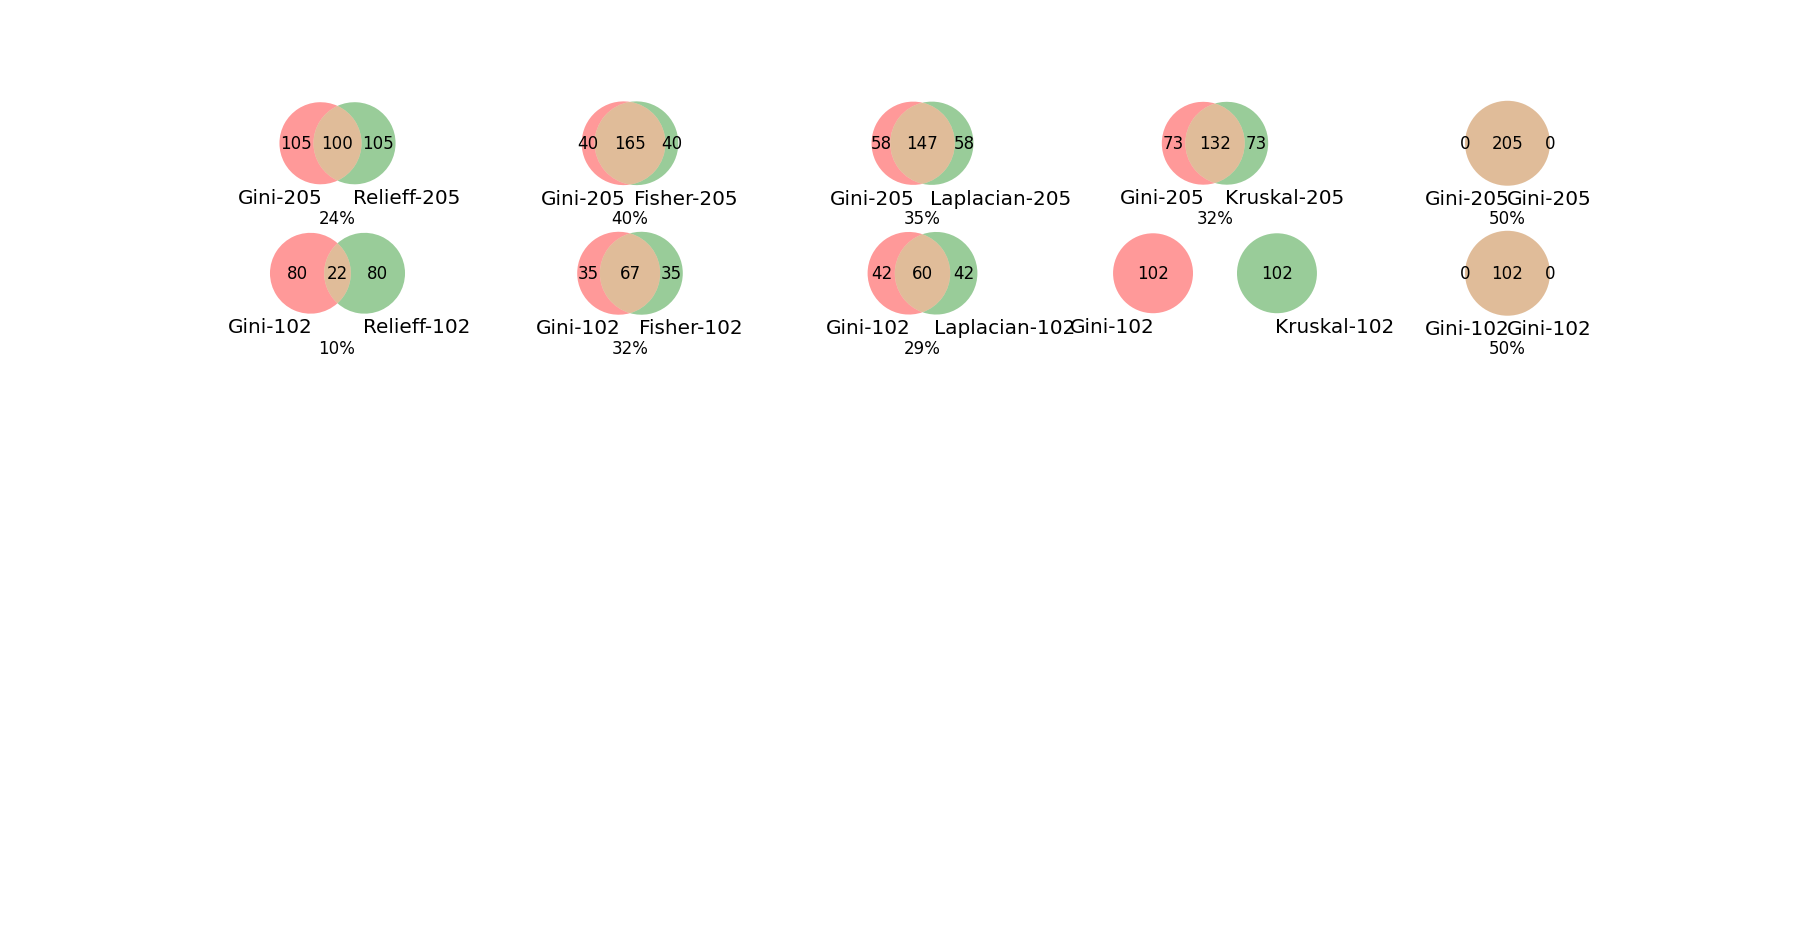 105 100 105 40 165 40 58 147 58 73 132 73 0 205 0
Gini-205 Relieff-205 Gini-205 Fisher-205 Gini-205 Laplacian-205 Gini-205 Kruskal-205 Gini-205 Gini-205
24% 40% 35% 32% 50%
80 22 80 35 67 35 42 60 42 102 102 0 102 0
Gini-102 Relieff-102 Gini-102 Fisher-102 Gini-102 Laplacian-102 Gini-102 Kruskal-102 Gini-102 Gini-102
10% 32% 29% 50%